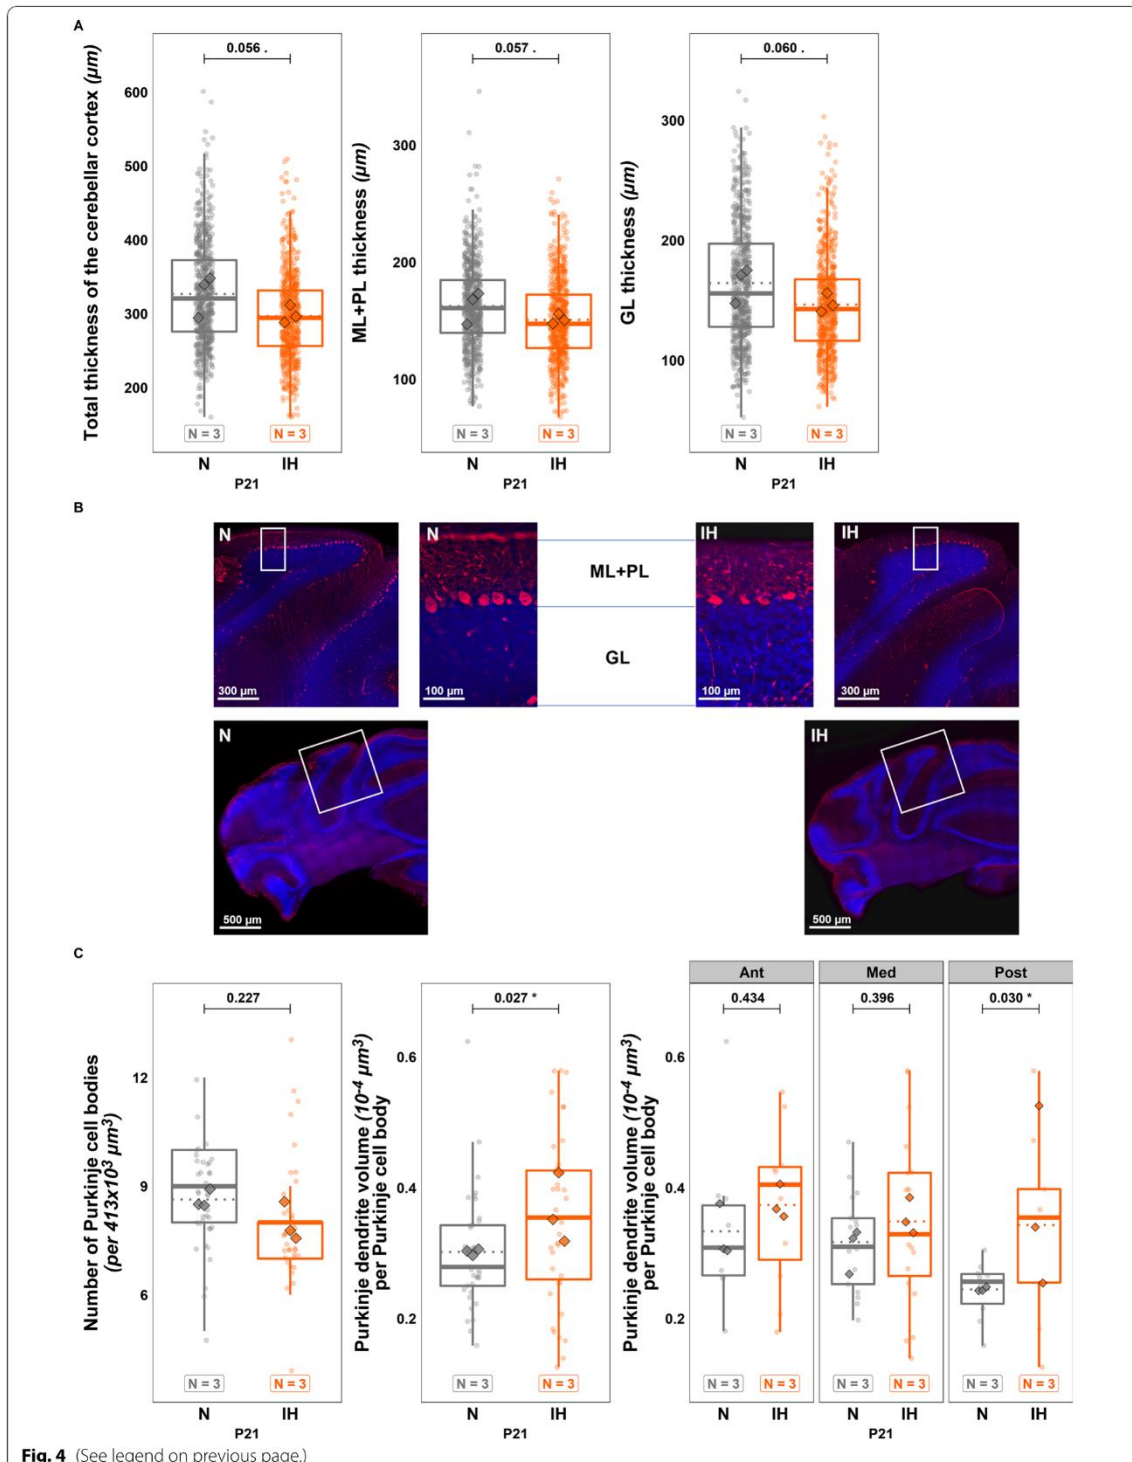 A
Total thickness of the cerebellar cortex (µm)
600
500
400
300
200
0.056 .
N = 3
N = 3
N
IH
P21
ML+PL thickness (µm)
300
200
100
0.057 .
N = 3
N = 3
N
IH
P21
GL thickness (µm)
300
200
100
0.060 .
N = 3
N = 3
N
IH
P21
B
N
300 µm
N
100 µm
ML+PL
GL
IH
100 µm
IH
300 µm
N
500 µm
IH
500 µm
C
Number of Purkinje cell bodies
(per 413x10³ µm³)
12
9
6
0.227
N = 3
N = 3
N
IH
P21
Purkinje dendrite volume (10⁻⁴ µm³)
per Purkinje cell body
0.6
0.4
0.2
0.027 *
N = 3
N = 3
N
IH
P21
Purkinje dendrite volume (10⁻⁴ µm³)
per Purkinje cell body
0.6
0.4
0.2
Ant
Med
Post
0.434
0.396
0.030 *
N = 3
N = 3
N = 3
N = 3
N = 3
N = 3
N
IH
N
IH
N
IH
P21
Fig. 4 (See legend on previous page.)